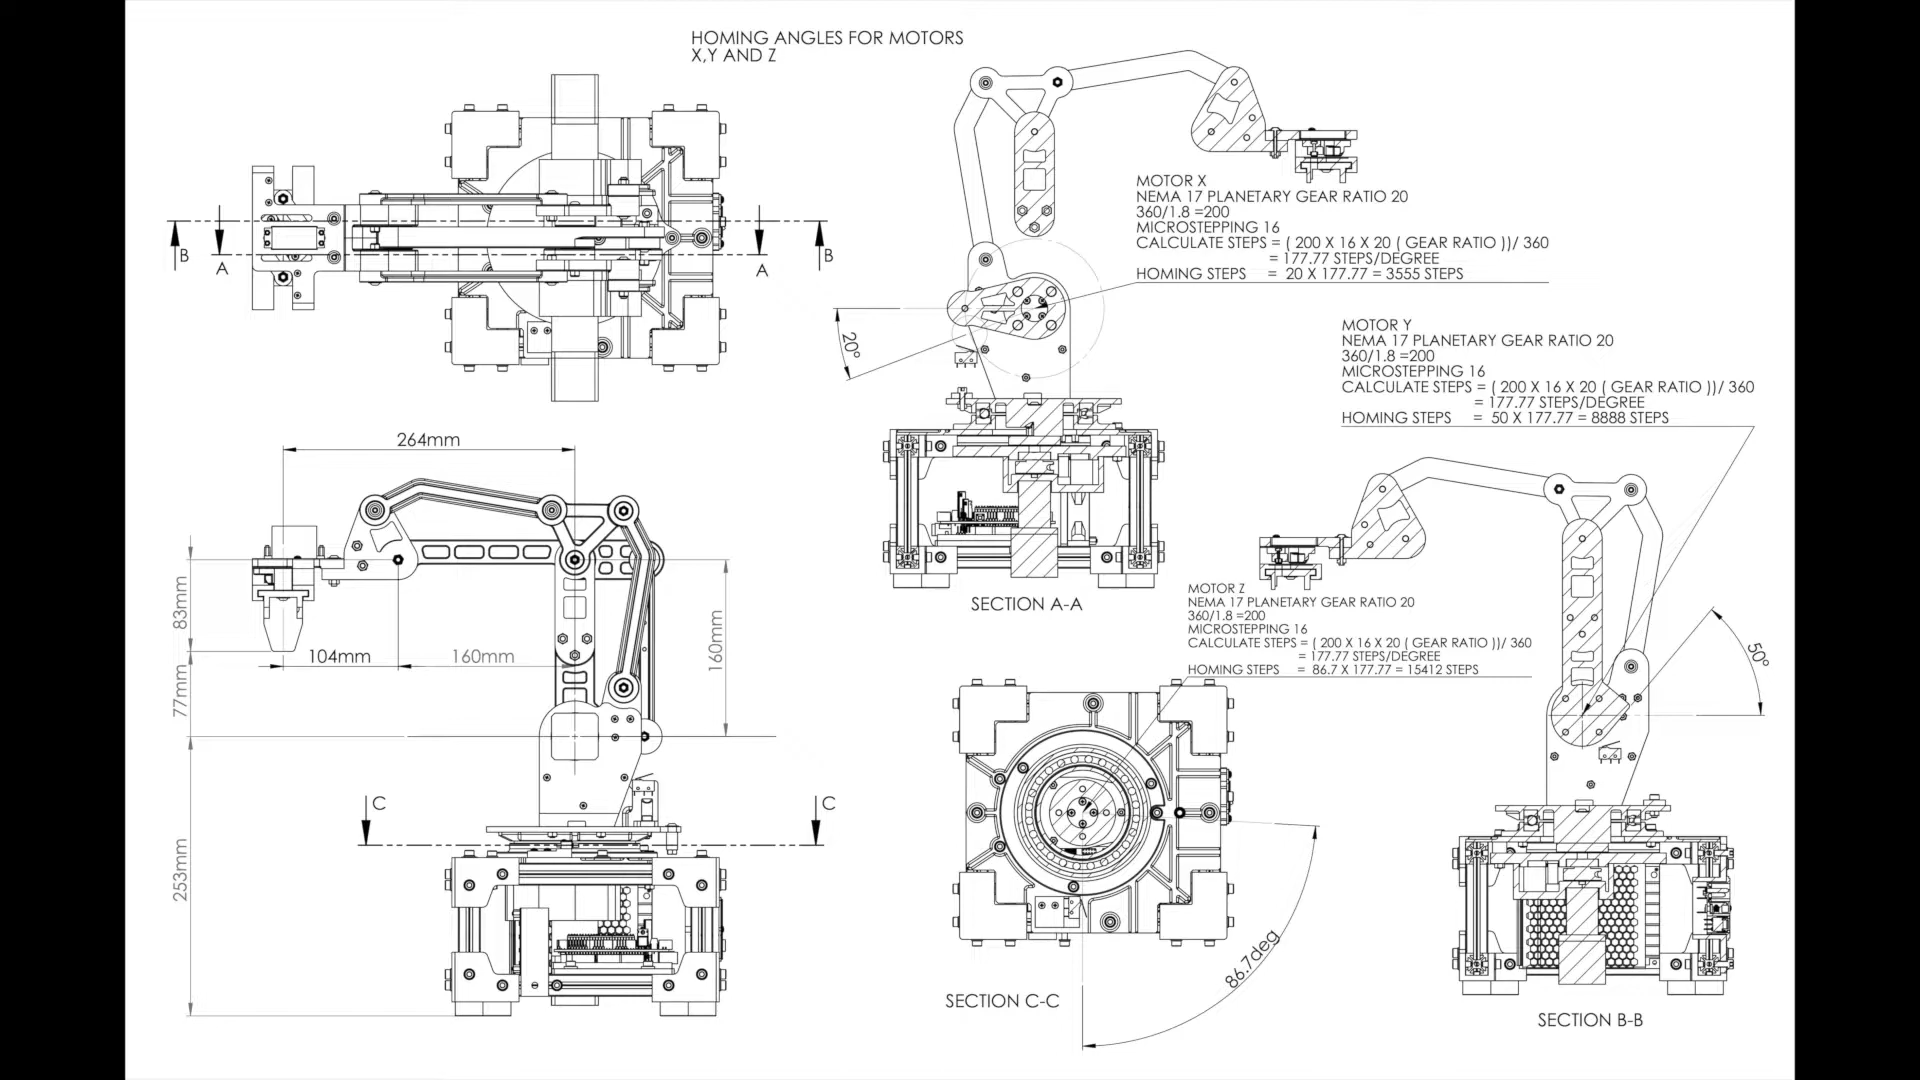 HOMING ANGLES FOR MOTORS
X,Y AND Z
B
A
A
B
MOTOR X
NEMA 17 PLANETARY GEAR RATIO 20
360/1.8 =200
MICROSTEPPING 16
CALCULATE STEPS = ( 200 X 16 X 20 ( GEAR RATIO ))/ 360
= 177.77 STEPS/DEGREE
HOMING STEPS = 20 X 177.77 = 3555 STEPS
20°
SECTION A-A
MOTOR Y
NEMA 17 PLANETARY GEAR RATIO 20
360/1.8 =200
MICROSTEPPING 16
CALCULATE STEPS = ( 200 X 16 X 20 ( GEAR RATIO ))/ 360
= 177.77 STEPS/DEGREE
HOMING STEPS = 50 X 177.77 = 8888 STEPS
264mm
83mm
104mm
160mm
160mm
77mm
C
C
253mm
MOTOR Z
NEMA 17 PLANETARY GEAR RATIO 20
360/1.8 =200
MICROSTEPPING 16
CALCULATE STEPS = ( 200 X 16 X 20 ( GEAR RATIO ))/ 360
= 177.77 STEPS/DEGREE
HOMING STEPS = 86.7 X 177.77 = 15412 STEPS
50°
86.7deg
SECTION C-C
SECTION B-B